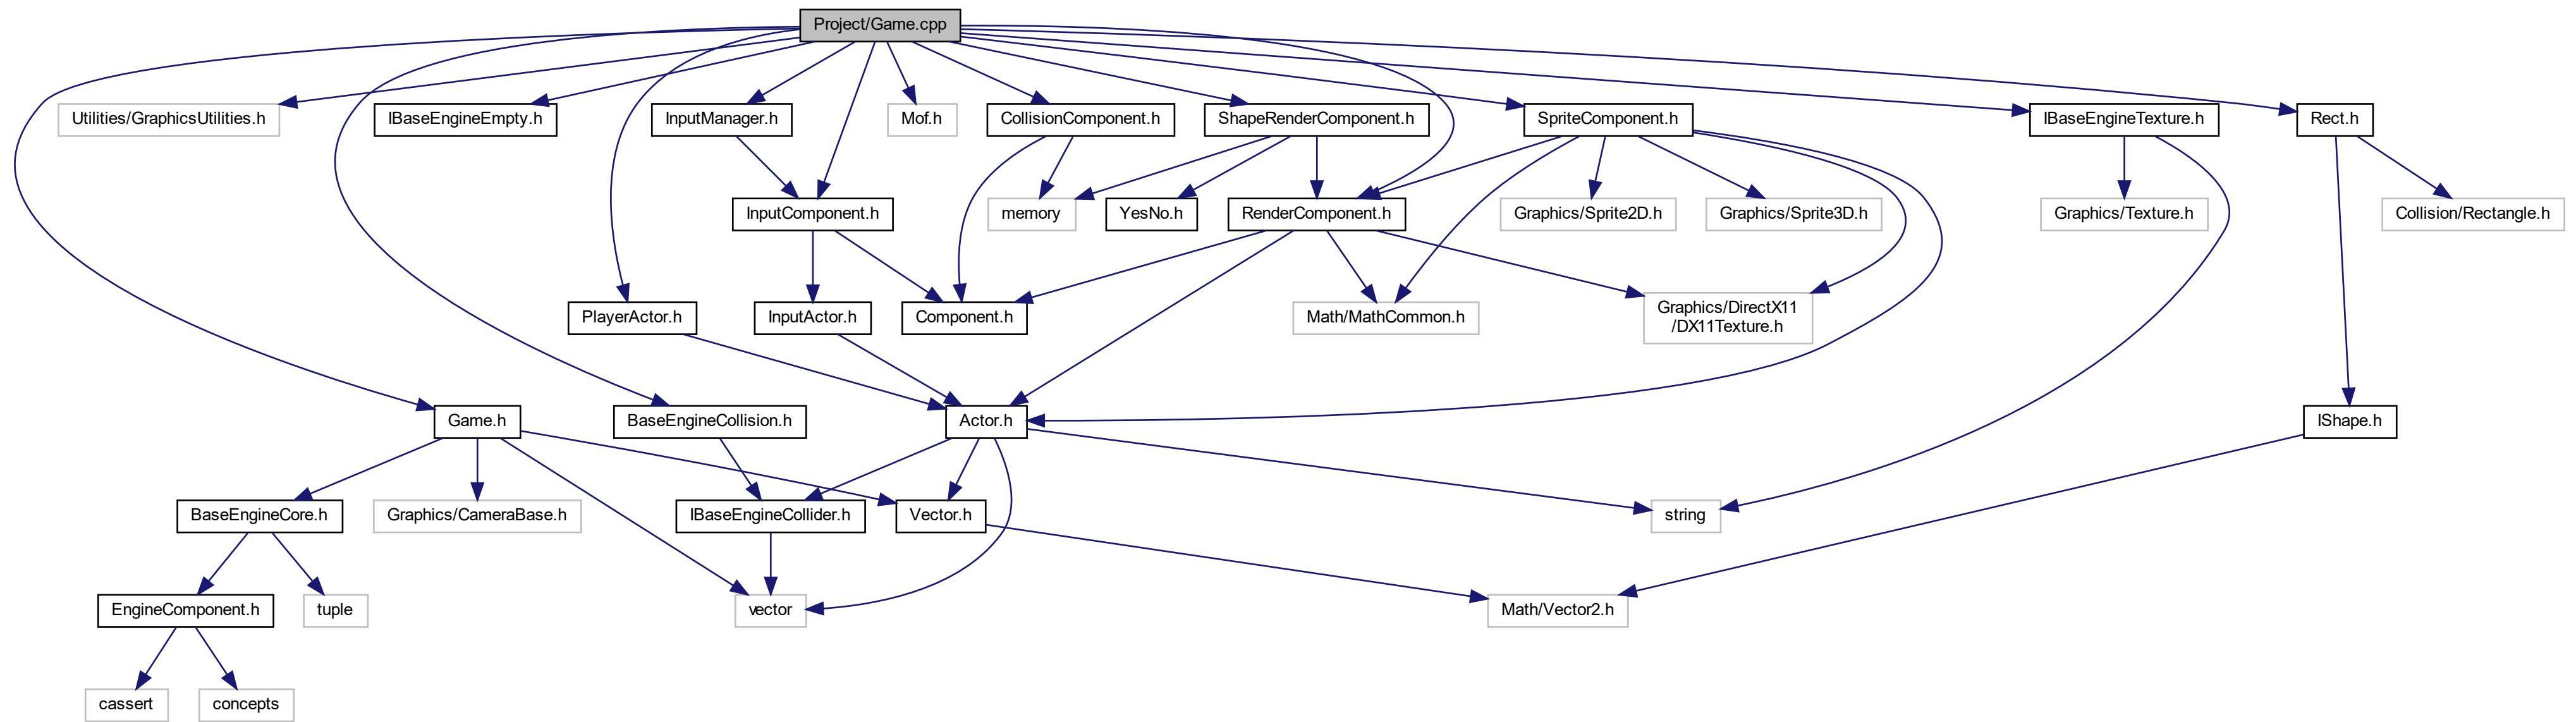 Project/Game.cpp
Utilities/GraphicsUtilities.h
IBaseEngineEmpty.h
InputManager.h
Mof.h
CollisionComponent.h
ShapeRenderComponent.h
SpriteComponent.h
IBaseEngineTexture.h
Rect.h
InputComponent.h
memory
YesNo.h
RenderComponent.h
Graphics/Sprite2D.h
Graphics/Sprite3D.h
Graphics/Texture.h
Collision/Rectangle.h
PlayerActor.h
InputActor.h
Component.h
Math/MathCommon.h
Graphics/DirectX11
/DX11Texture.h
Game.h
BaseEngineCollision.h
Actor.h
IShape.h
BaseEngineCore.h
Graphics/CameraBase.h
IBaseEngineCollider.h
Vector.h
string
EngineComponent.h
tuple
vector
Math/Vector2.h
cassert
concepts